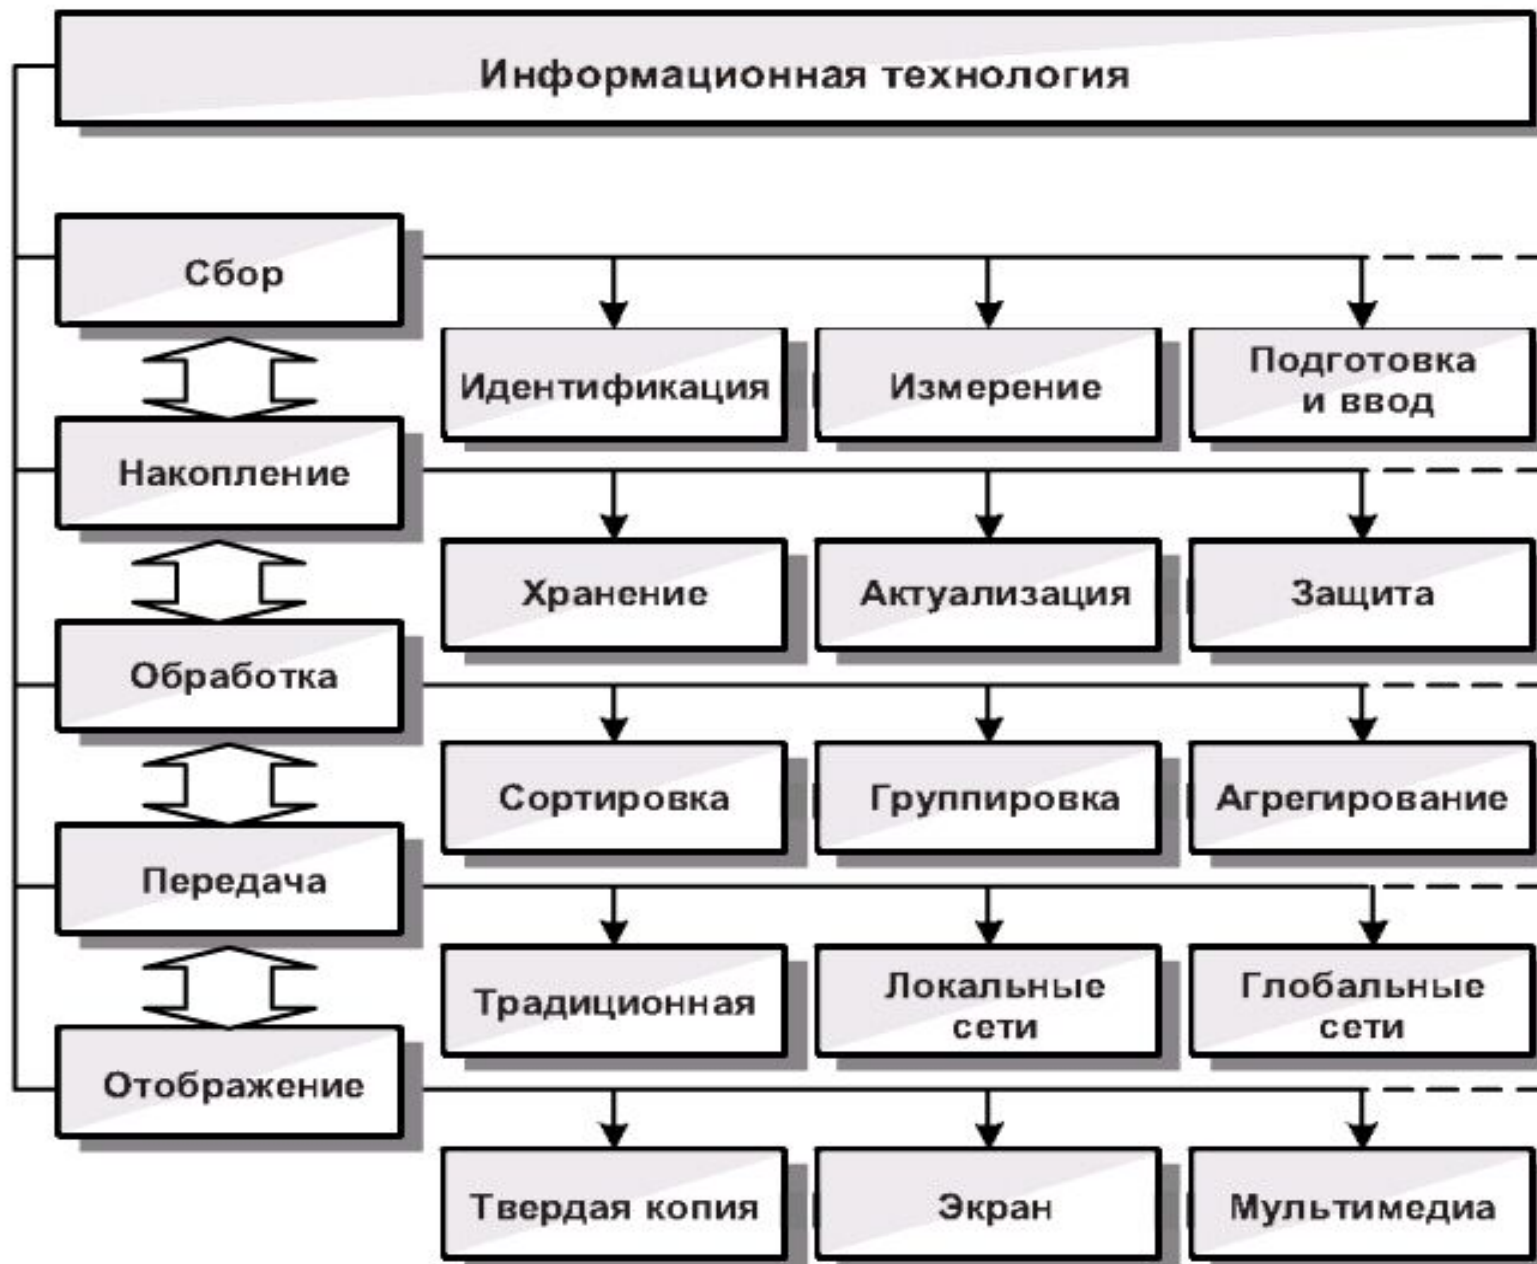 Информационная технология
Сбор
Идентификация
Измерение
Подготовка
и ввод
Накопление
Хранение
Актуализация
Защита
Обработка
Сортировка
Группировка
Агрегирование
Передача
Традиционная
Локальные
сети
Глобальные
сети
Отображение
Твердая копия
Экран
Мультимедиа